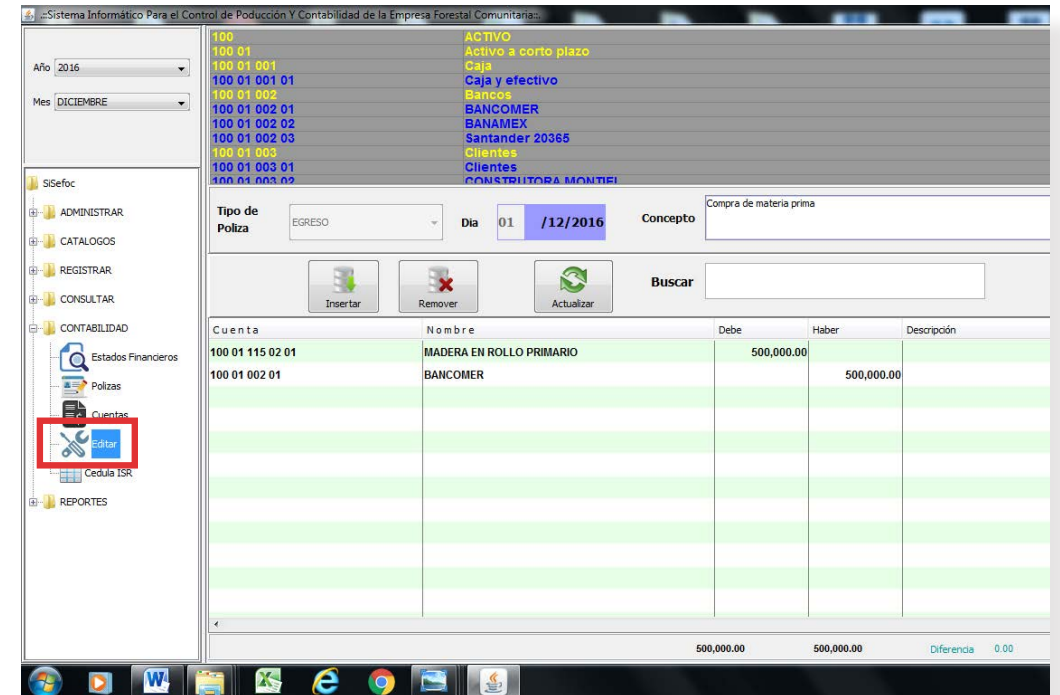 .::Sistema Informático Para el Control de Poducción Y Contabilidad de la Empresa Forestal Comunitaria::.
Año 2016
Mes DICIEMBRE
100 ACTIVO
100 01 Activo a corto plazo
100 01 001 Caja
100 01 001 01 Caja y efectivo
100 01 002 Bancos
100 01 002 01 BANCOMER
100 01 002 02 BANAMEX
100 01 002 03 Santander 20365
100 01 003 Clientes
100 01 003 01 Clientes
100 01 003 02 CONSTRUTORA MONTIEL
SiSefoc
ADMINISTRAR
CATALOGOS
REGISTRAR
CONSULTAR
CONTABILIDAD
Estados Financieros
Polizas
Cuentas
Editar
Cedula ISR
REPORTES
Tipo de Poliza EGRESO Dia 01 /12/2016 Concepto Compra de materia prima
Insertar Remover Actualizar Buscar
Cuenta Nombre Debe Haber Descripción
100 01 115 02 01 MADERA EN ROLLO PRIMARIO 500,000.00
100 01 002 01 BANCOMER 500,000.00
500,000.00 500,000.00 Diferencia 0.00